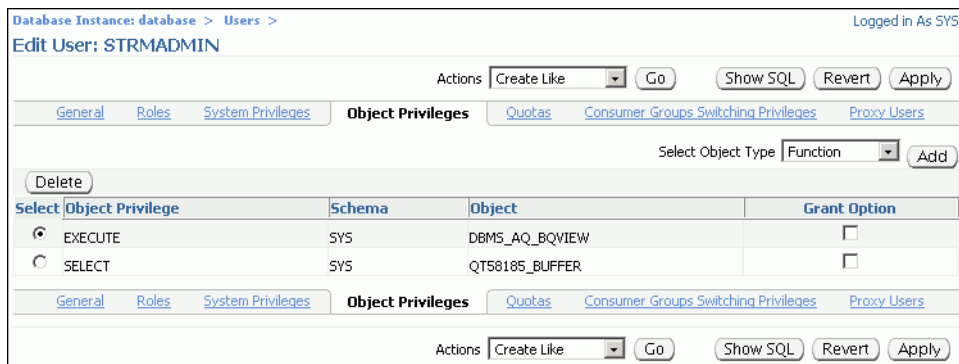 Database Instance: database > Users >
Logged in As SYS
Edit User: STRMADMIN
Actions Create Like Go Show SQL Revert Apply
General Roles System Privileges Object Privileges Quotas Consumer Groups Switching Privileges Proxy Users
Select Object Type Function Add
Delete
Select Object Privilege Schema Object Grant Option
EXECUTE SYS DBMS_AQ_BQVIEW
SELECT SYS QT58185_BUFFER
General Roles System Privileges Object Privileges Quotas Consumer Groups Switching Privileges Proxy Users
Actions Create Like Go Show SQL Revert Apply